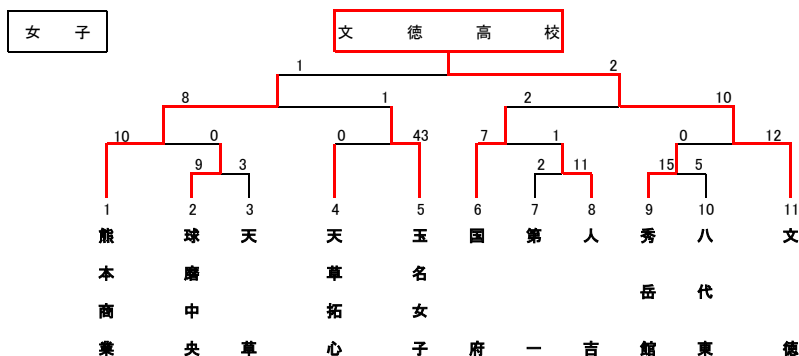 女 子
文 徳 高 校
1 2
8 1 2 10
10 0 0 43 7 1 0 12
9 3 2 11 15 5
1 2 3 4 5 6 7 8 9 10 11
熊本商業
球磨中央
天草
天草拓心
玉名女子
国府
第一
人吉
秀岳館
八代東
文徳